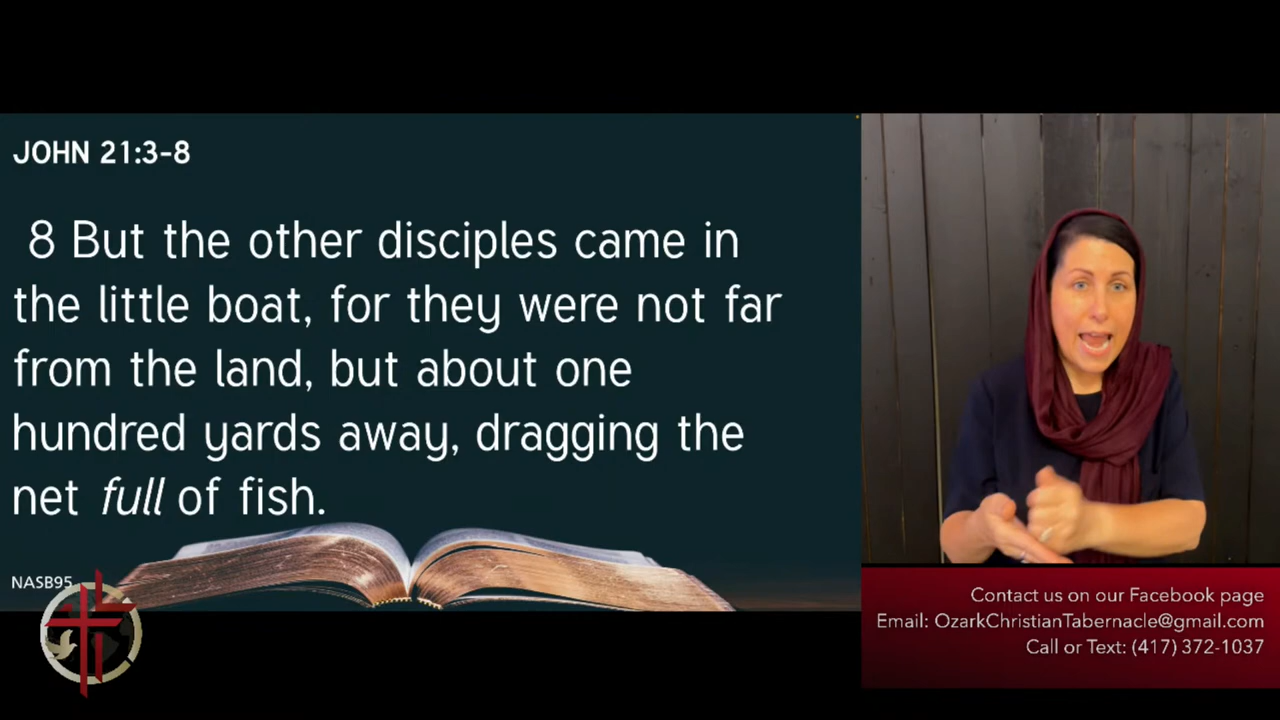 JOHN 21:3-8
8 But the other disciples came in
the little boat, for they were not far
from the land, but about one
hundred yards away, dragging the
net full of fish.
NASB95
Contact us on our Facebook page
Email: OzarkChristianTabernacle@gmail.com
Call or Text: (417) 372-1037